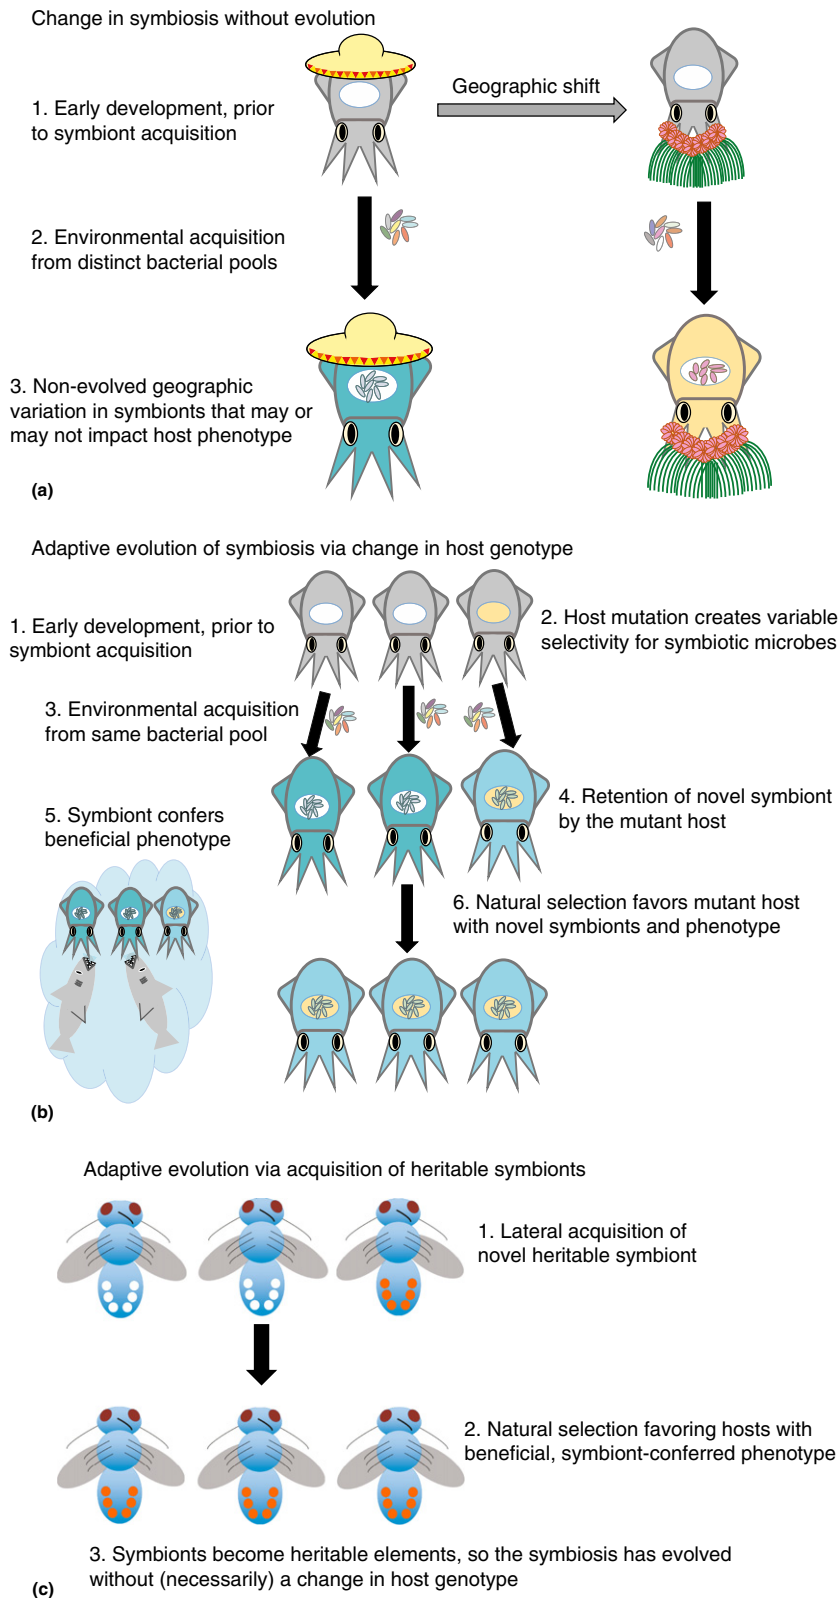 Change in symbiosis without evolution
Geographic shift
1. Early development, prior
to symbiont acquisition
2. Environmental acquisition
from distinct bacterial pools
3. Non-evolved geographic
variation in symbionts that may or
may not impact host phenotype
(a)
Adaptive evolution of symbiosis via change in host genotype
1. Early development, prior to
symbiont acquisition
2. Host mutation creates variable
selectivity for symbiotic microbes
3. Environmental acquisition
from same bacterial pool
4. Retention of novel symbiont
by the mutant host
5. Symbiont confers
beneficial phenotype
6. Natural selection favors mutant host
with novel symbionts and phenotype
(b)
Adaptive evolution via acquisition of heritable symbionts
1. Lateral acquisition of
novel heritable symbiont
2. Natural selection favoring hosts with
beneficial, symbiont-conferred phenotype
3. Symbionts become heritable elements, so the symbiosis has evolved
without (necessarily) a change in host genotype
(c)